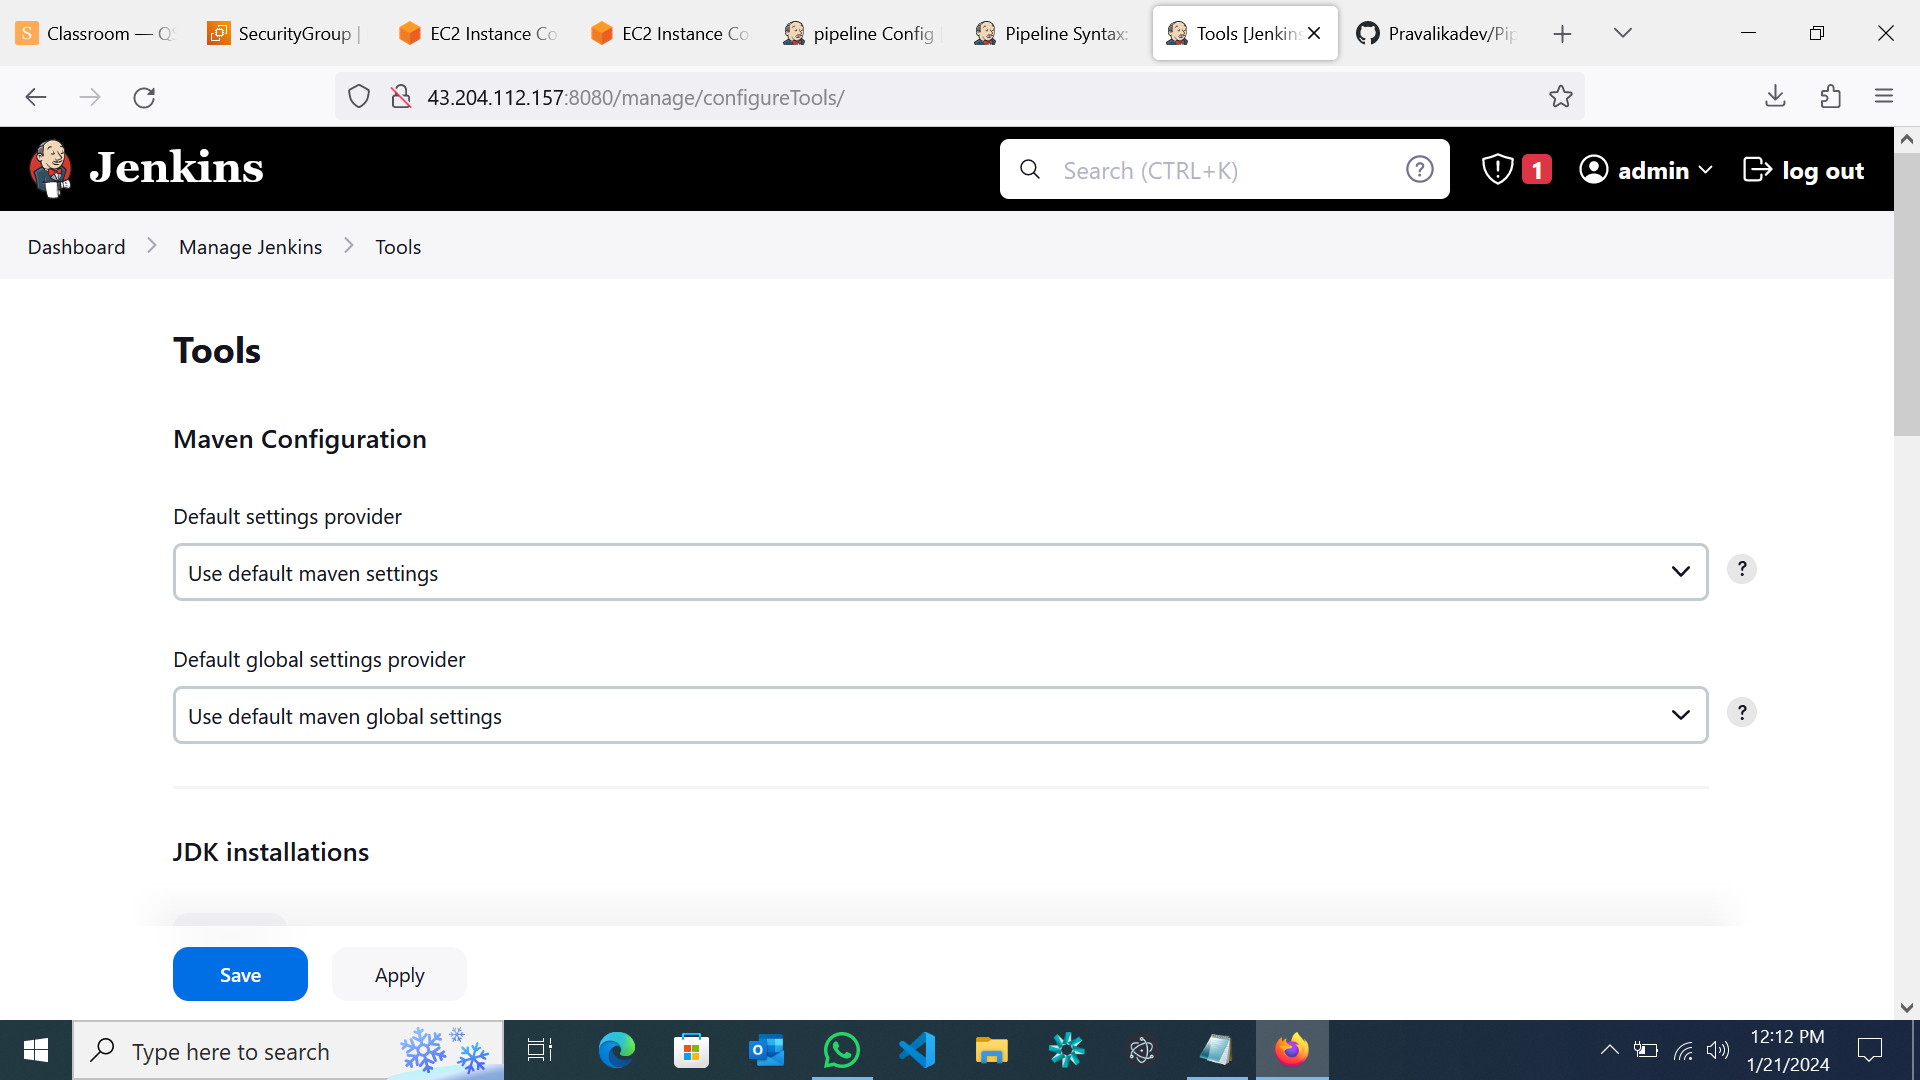 Classroom — QS
SecurityGroup |
EC2 Instance Co
EC2 Instance Co
pipeline Config
Pipeline Syntax:
Tools [Jenkins
Pravalikadev/Pip
43.204.112.157:8080/manage/configureTools/
Jenkins
Search (CTRL+K)
1
admin
log out
Dashboard
Manage Jenkins
Tools
Tools
Maven Configuration
Default settings provider
Use default maven settings
?
Default global settings provider
Use default maven global settings
?
JDK installations
Save
Apply
Type here to search
12:12 PM
1/21/2024